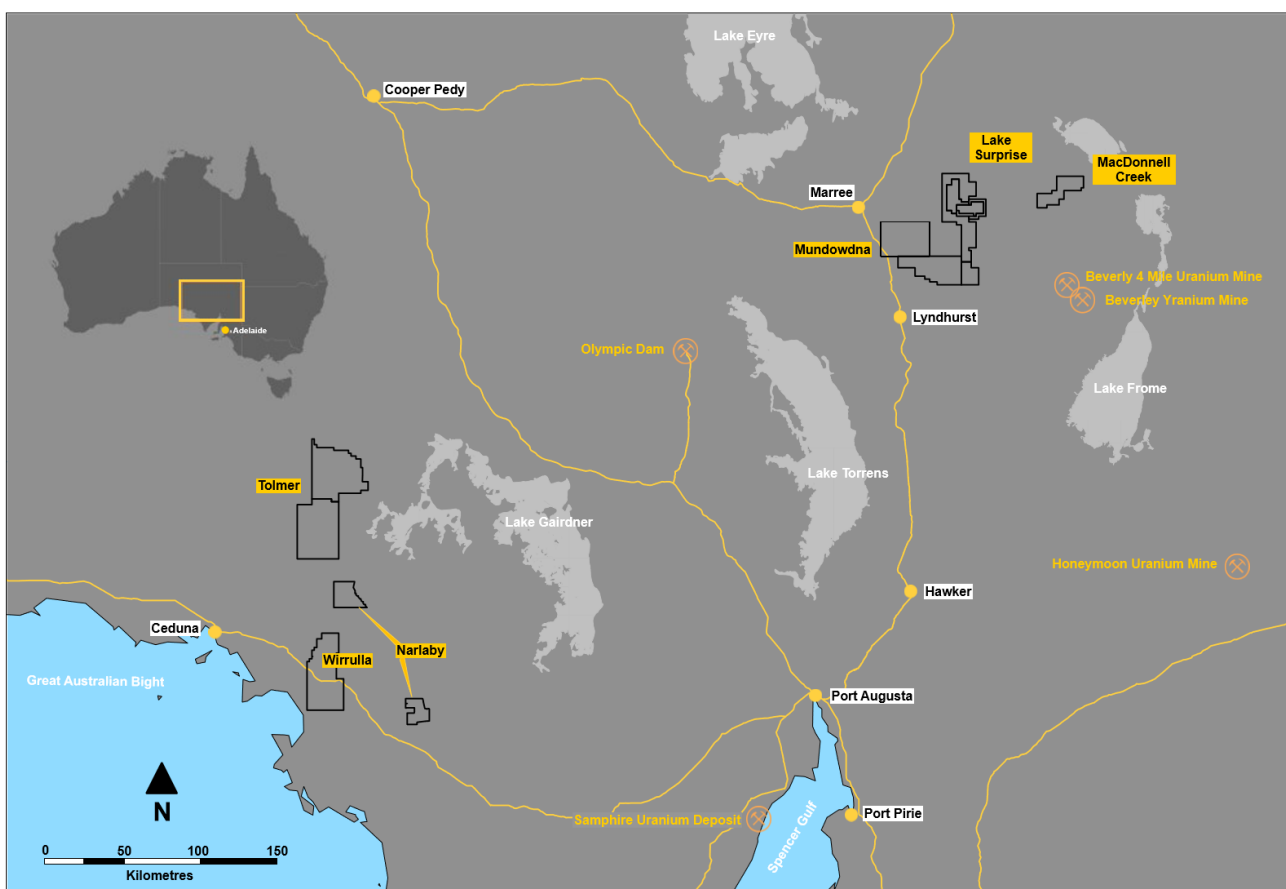 Lake Eyre
Cooper Pedy
Lake
Surprise
MacDonnell
Creek
Marree
Mundowdna
Beverly 4 Mile Uranium Mine
Beverley Yranium Mine
Lyndhurst
Adelaide
Olympic Dam
Lake Frome
Lake Torrens
Tolmer
Lake Gairdner
Honeymoon Uranium Mine
Hawker
Ceduna
Narlaby
Wirrulla
Great Australian Bight
Port Augusta
N
Samphire Uranium Deposit
Port Pirie
Spencer Gulf
0 50 100 150
Kilometres